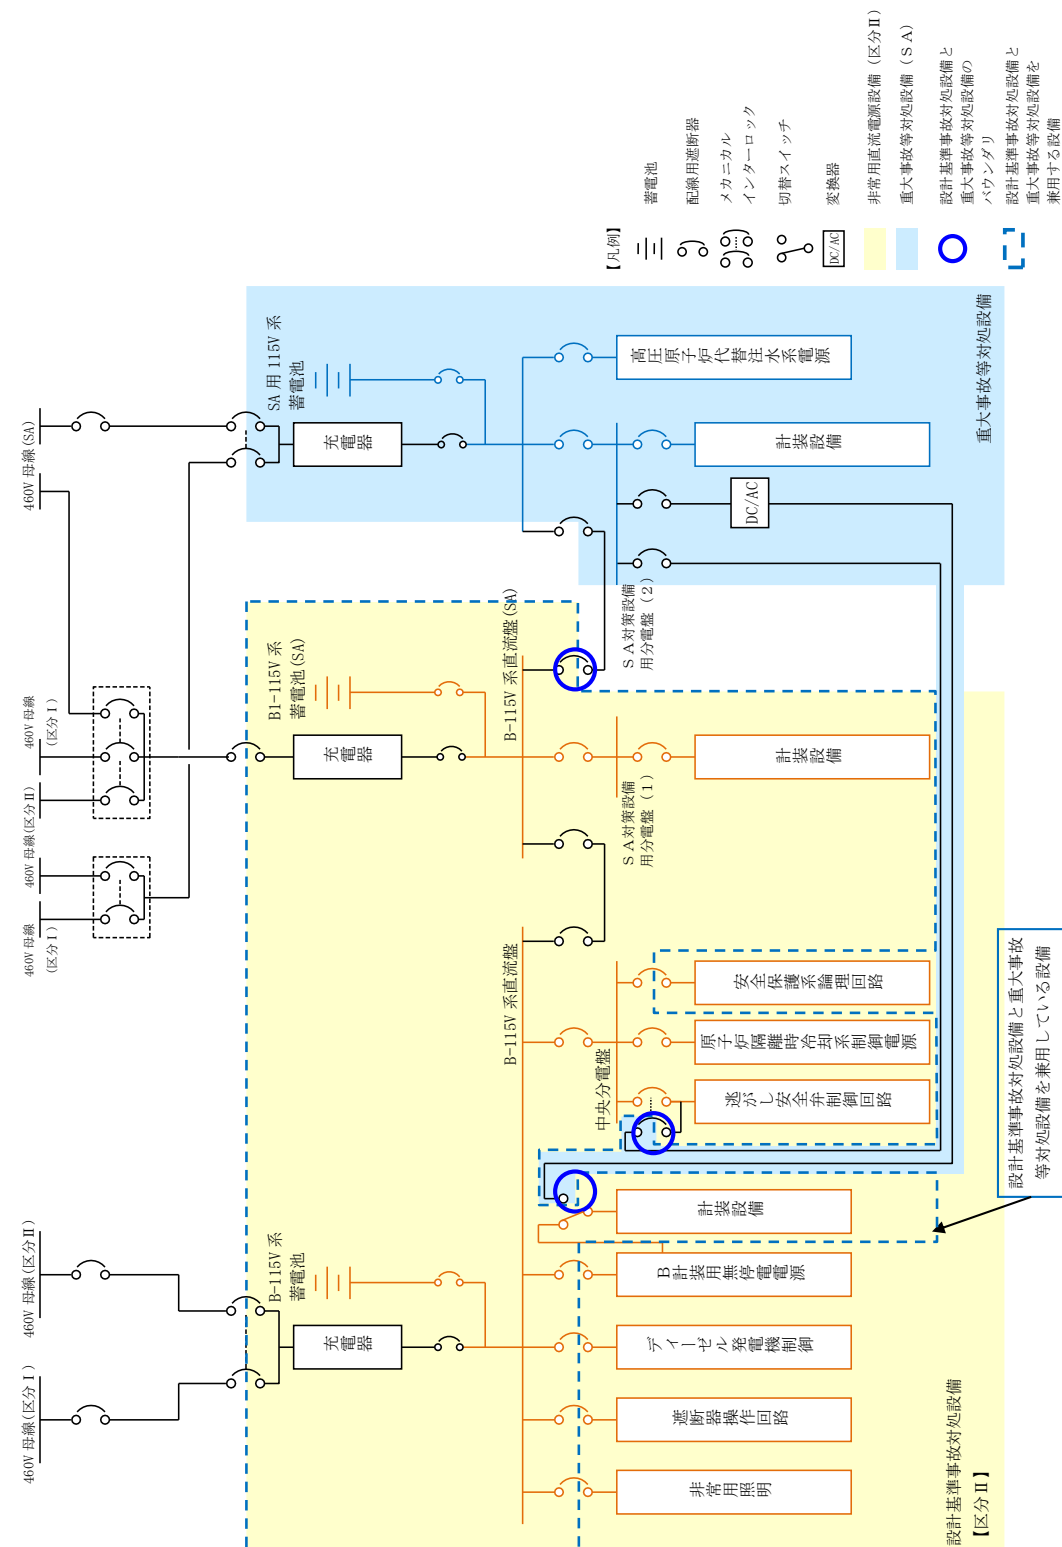 460V 母線(区分Ⅰ)
460V 母線(区分Ⅱ)
460V 母線
(区分Ⅰ)
460V 母線(区分Ⅱ)
460V 母線
(区分Ⅰ)
460V 母線(SA)
B-115V 系
蓄電池
充電器
B1-115V 系
蓄電池(SA)
充電器
SA 用 115V 系
蓄電池
充電器
B-115V 系直流盤
B-115V 系直流盤(SA)
中央分電盤
SA対策設備
用分電盤(1)
SA対策設備
用分電盤(2)
非常用照明
遮断器操作回路
ディーゼル発電機制御
B計装用無停電電源
計装設備
逃がし安全弁制御回路
原子炉隔離時冷却系制御電源
安全保護系論理回路
計装設備
DC/AC
計装設備
高圧原子炉代替注水系電源
設計基準事故対処設備
【区分Ⅱ】
重大事故等対処設備
設計基準事故対処設備と重大事故
等対処設備を兼用している設備
【凡例】
蓄電池
配線用遮断器
メカニカル
インターロック
切替スイッチ
DC/AC
変換器
非常用直流電源設備(区分Ⅱ)
重大事故等対処設備(SA)
設計基準事故対処設備と
重大事故等対処設備の
バウンダリ
設計基準事故対処設備と
重大事故等対処設備を
兼用する設備